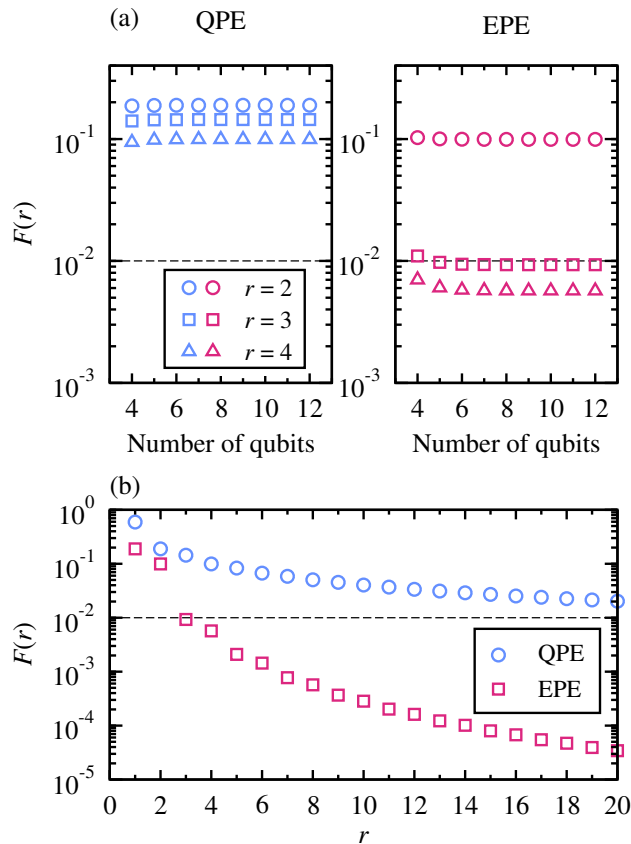 (a) QPE EPE
10⁻¹ 10⁻¹
F(r)
10⁻² 10⁻²
r = 2
r = 3
r = 4
10⁻³ 10⁻³
4 6 8 10 12 4 6 8 10 12
Number of qubits Number of qubits
(b)
10⁰
10⁻¹
10⁻²
F(r)
QPE
10⁻³
EPE
10⁻⁴
10⁻⁵
0 2 4 6 8 10 12 14 16 18 20
r